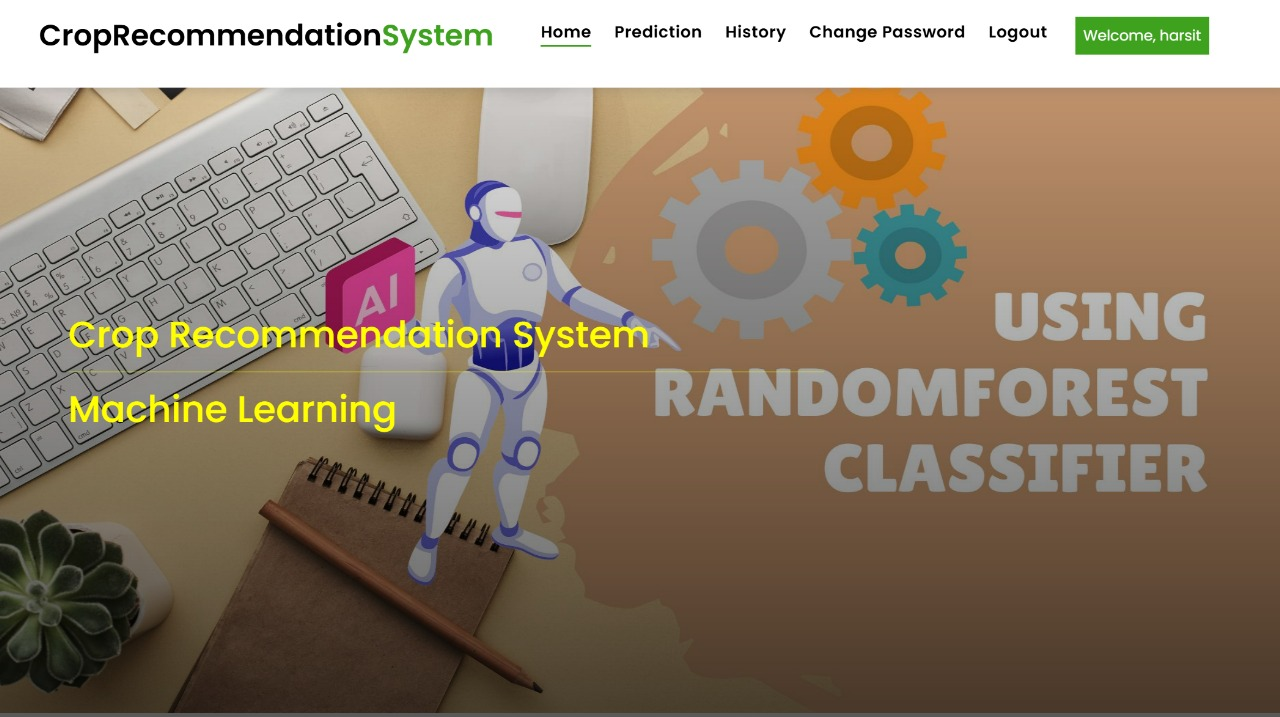 CropRecommendationSystem
Home Prediction History Change Password Logout Welcome, harsit
AI
Crop Recommendation System
Machine Learning
USING
RANDOMFOREST
CLASSIFIER